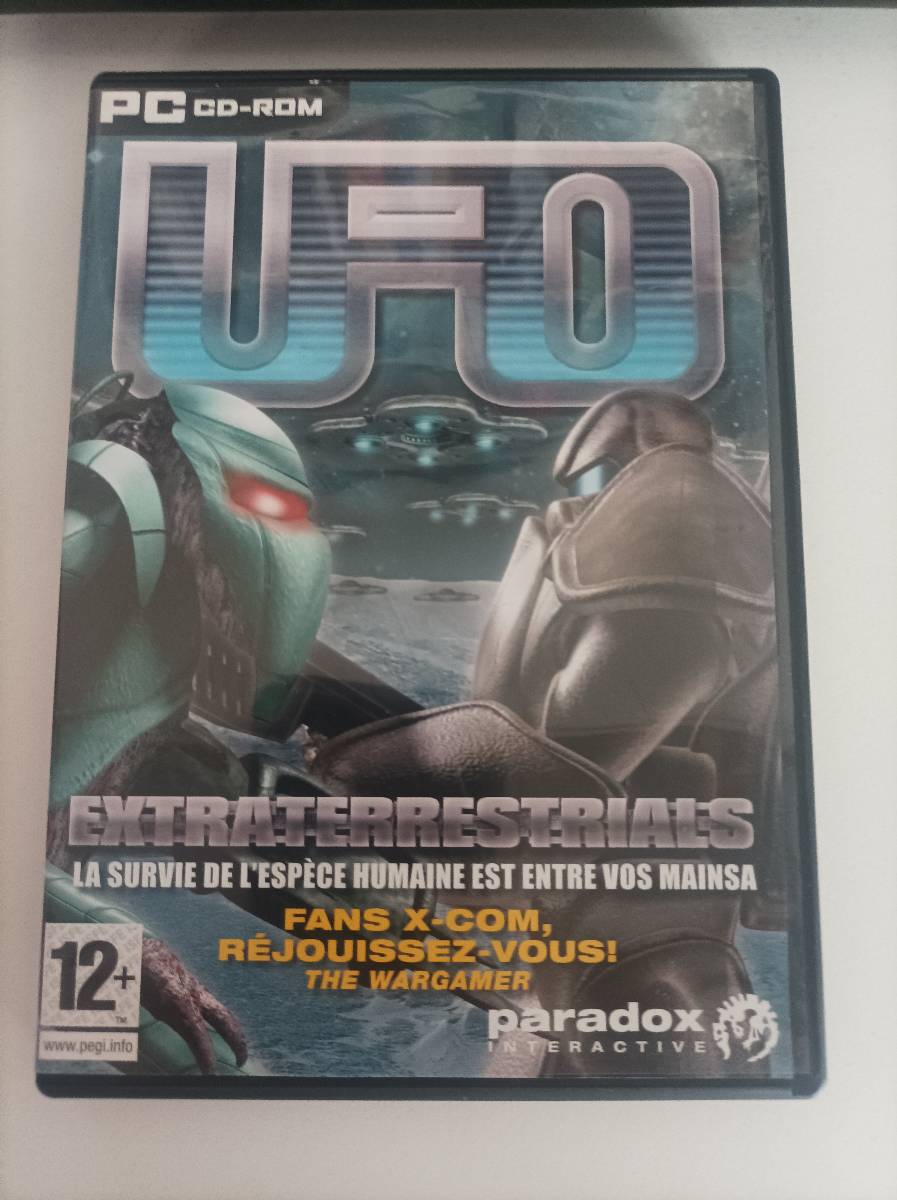 PC CD-ROM
UFO
EXTRATERRESTRIALS
LA SURVIE DE L'ESPÈCE HUMAINE EST ENTRE VOS MAINSA
FANS X-COM,
RÉJOUISSEZ-VOUS!
THE WARGAMER
12+
TM
www.pegi.info
paradox
INTERACTIVE